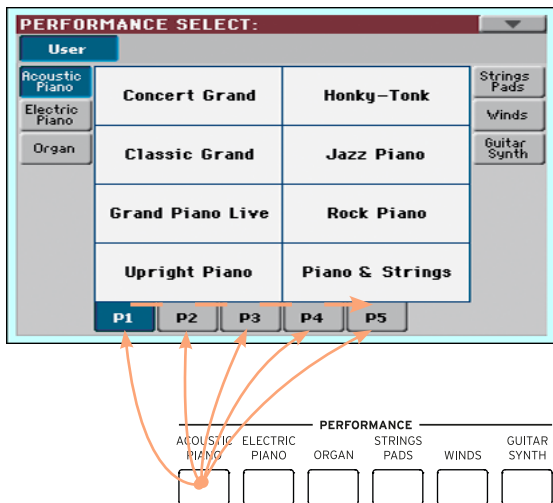 PERFORMANCE SELECT:
User
Acoustic
Piano
Electric
Piano
Organ
Concert Grand
Honky-Tonk
Classic Grand
Jazz Piano
Grand Piano Live
Rock Piano
Upright Piano
Piano & Strings
Strings
Pads
Winds
Guitar
Synth
P1 P2 P3 P4 P5
PERFORMANCE
ACOUSTIC
PIANO
ELECTRIC
PIANO
ORGAN
STRINGS
PADS
WINDS
GUITAR
SYNTH